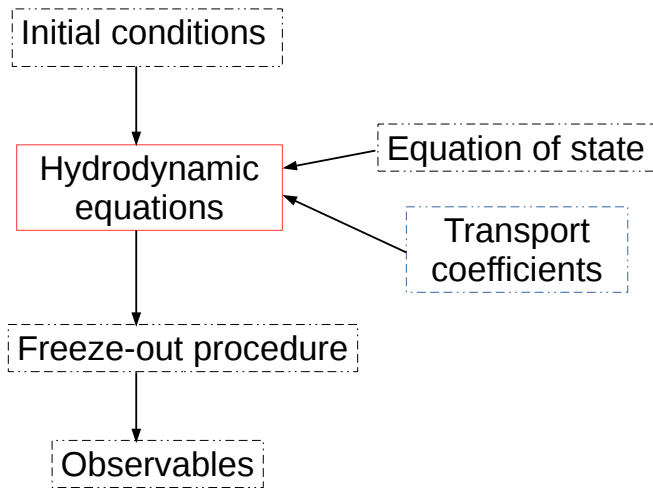 Initial conditions
Hydrodynamic
equations
Equation of state
Transport
coefficients
Freeze-out procedure
Observables